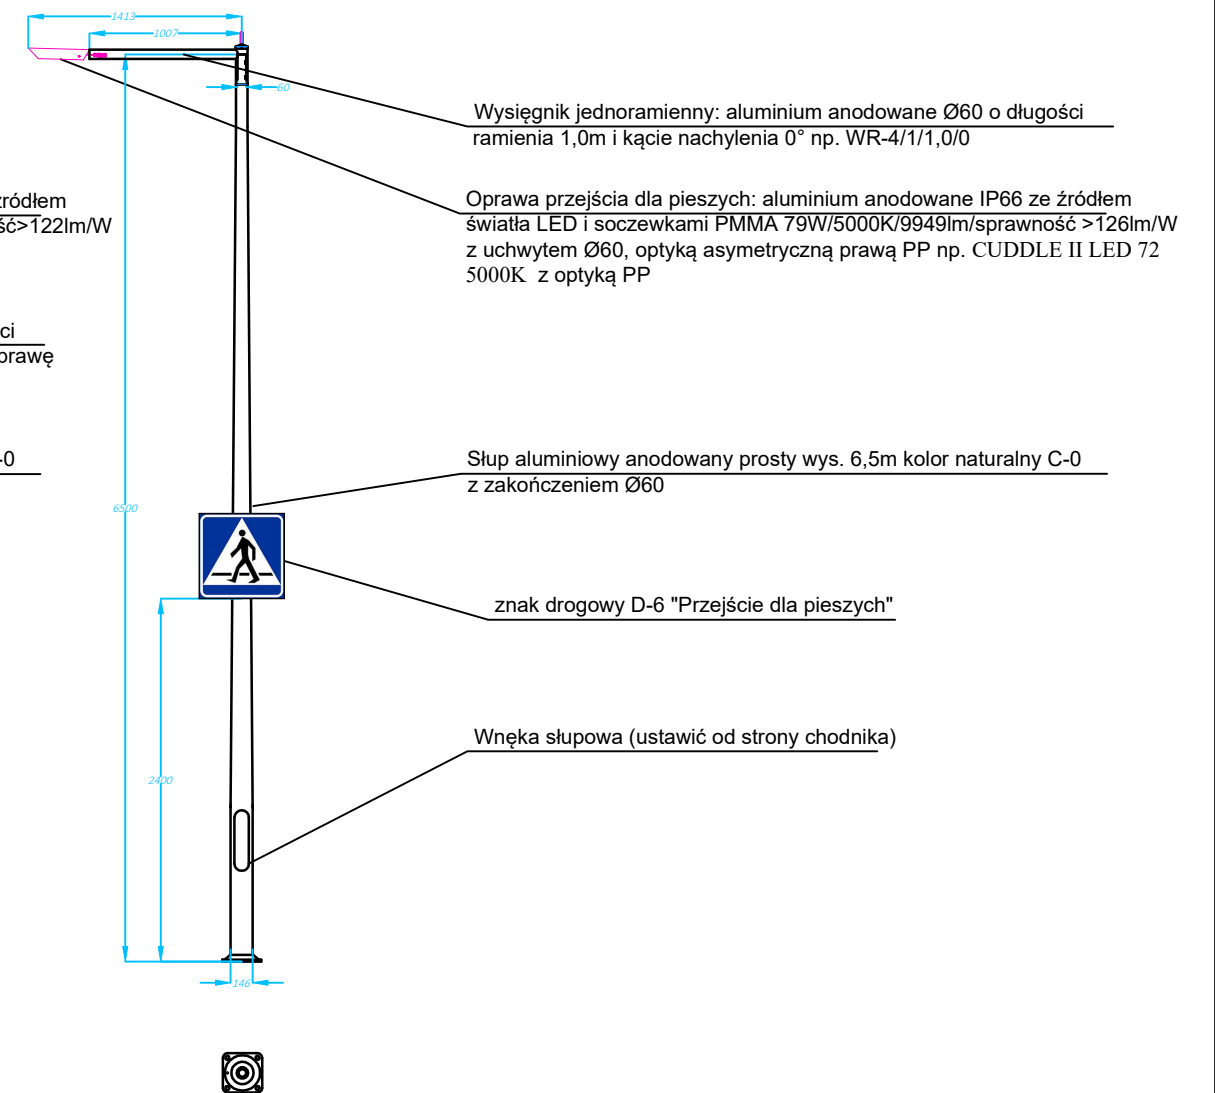 1413
1007
60
Wysięgnik jednoramienny: aluminium anodowane Ø60 o długości
ramienia 1,0m i kącie nachylenia 0° np. WR-4/1/1,0/0
źródłem
ść>122lm/W
Oprawa przejścia dla pieszych: aluminium anodowane IP66 ze źródłem
światła LED i soczewkami PMMA 79W/5000K/9949lm/sprawność >126lm/W
z uchwytem Ø60, optyką asymetryczną prawą PP np. CUDDLE II LED 72
5000K z optyką PP
ci
prawę
-0
Słup aluminiowy anodowany prosty wys. 6,5m kolor naturalny C-0
z zakończeniem Ø60
6500
znak drogowy D-6 "Przejście dla pieszych"
Wnęka słupowa (ustawić od strony chodnika)
2400
146